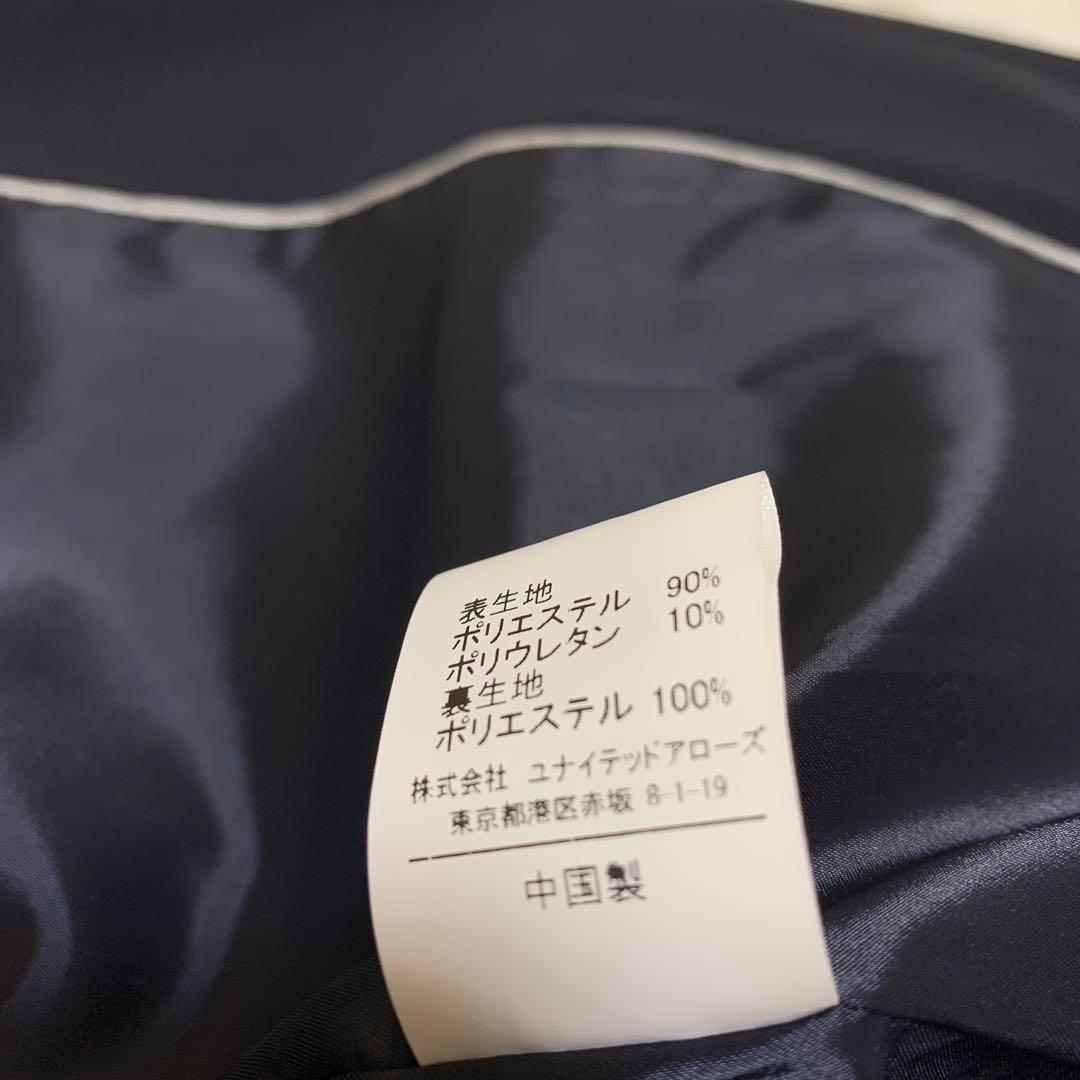 表生地
ポリエステル 90%
ポリウレタン 10%
裏生地
ポリエステル 100%
株式会社 ユナイテッドアローズ
東京都港区赤坂 8-1-19
中国製